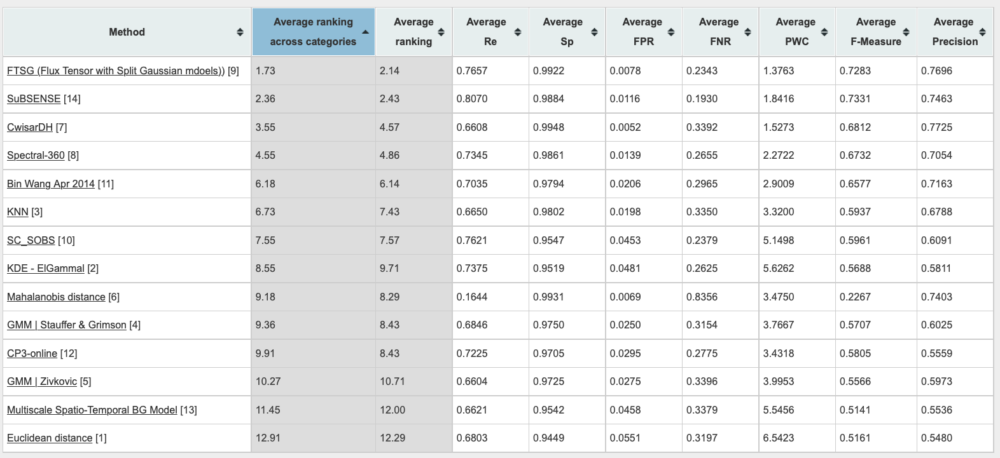 Method Average ranking across categories Average ranking Average Re Average Sp Average FPR Average FNR Average PWC Average F-Measure Average Precision
FTSG (Flux Tensor with Split Gaussian mdoels)) [9] 1.73 2.14 0.7657 0.9922 0.0078 0.2343 1.3763 0.7283 0.7696
SuBSENSE [14] 2.36 2.43 0.8070 0.9884 0.0116 0.1930 1.8416 0.7331 0.7463
CwisarDH [7] 3.55 4.57 0.6608 0.9948 0.0052 0.3392 1.5273 0.6812 0.7725
Spectral-360 [8] 4.55 4.86 0.7345 0.9861 0.0139 0.2655 2.2722 0.6732 0.7054
Bin Wang Apr 2014 [11] 6.18 6.14 0.7035 0.9794 0.0206 0.2965 2.9009 0.6577 0.7163
KNN [3] 6.73 7.43 0.6650 0.9802 0.0198 0.3350 3.3200 0.5937 0.6788
SC_SOBS [10] 7.55 7.57 0.7621 0.9547 0.0453 0.2379 5.1498 0.5961 0.6091
KDE - ElGammal [2] 8.55 9.71 0.7375 0.9519 0.0481 0.2625 5.6262 0.5688 0.5811
Mahalanobis distance [6] 9.18 8.29 0.1644 0.9931 0.0069 0.8356 3.4750 0.2267 0.7403
GMM | Stauffer & Grimson [4] 9.36 8.43 0.6846 0.9750 0.0250 0.3154 3.7667 0.5707 0.6025
CP3-online [12] 9.91 8.43 0.7225 0.9705 0.0295 0.2775 3.4318 0.5805 0.5559
GMM | Zivkovic [5] 10.27 10.71 0.6604 0.9725 0.0275 0.3396 3.9953 0.5566 0.5973
Multiscale Spatio-Temporal BG Model [13] 11.45 12.00 0.6621 0.9542 0.0458 0.3379 5.5456 0.5141 0.5536
Euclidean distance [1] 12.91 12.29 0.6803 0.9449 0.0551 0.3197 6.5423 0.5161 0.5480